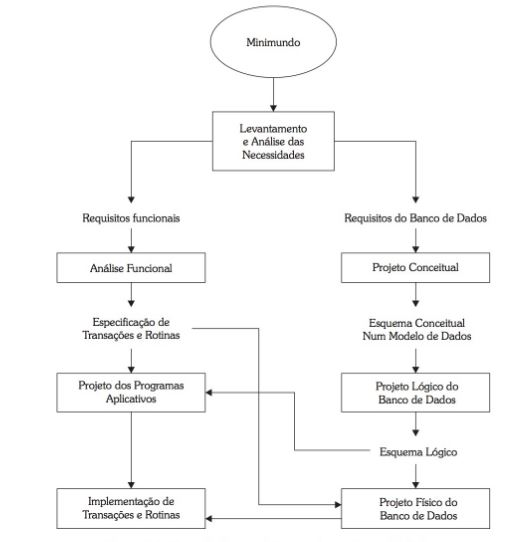 Minimundo
Levantamento
e Análise das
Necessidades
Requisitos funcionais
Requisitos do Banco de Dados
Análise Funcional
Projeto Conceitual
Especificação de
Transações e Rotinas
Esquema Conceitual
Num Modelo de Dados
Projeto dos Programas
Aplicativos
Projeto Lógico do
Banco de Dados
Esquema Lógico
Implementação de
Transações e Rotinas
Projeto Físico do
Banco de Dados